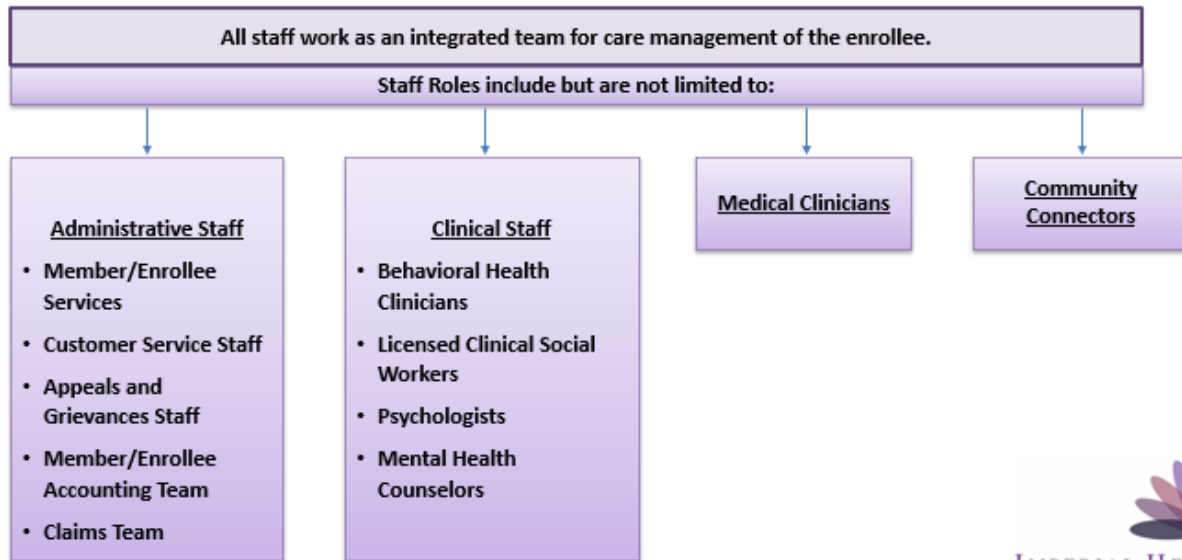 All staff work as an integrated team for care management of the enrollee.
Staff Roles include but are not limited to:
Administrative Staff
• Member/Enrollee
Services
• Customer Service Staff
• Appeals and
Grievances Staff
• Member/Enrollee
Accounting Team
• Claims Team
Clinical Staff
• Behavioral Health
Clinicians
• Licensed Clinical Social
Workers
• Psychologists
• Mental Health
Counselors
Medical Clinicians
Community
Connectors